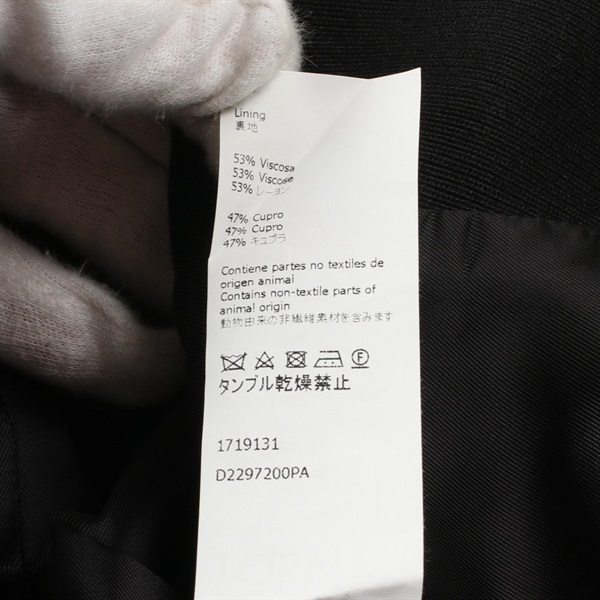 Lining
裏地
53% Viscosa
53% Viscose
53% レーヨン
47% Cupro
47% Cupro
47% キュプラ
Contiene partes no textiles de
origen animal
Contains non-textile parts of
animal origin
動物由来の非繊維素材を含みます
F
タンブル乾燥禁止
1719131
D2297200PA